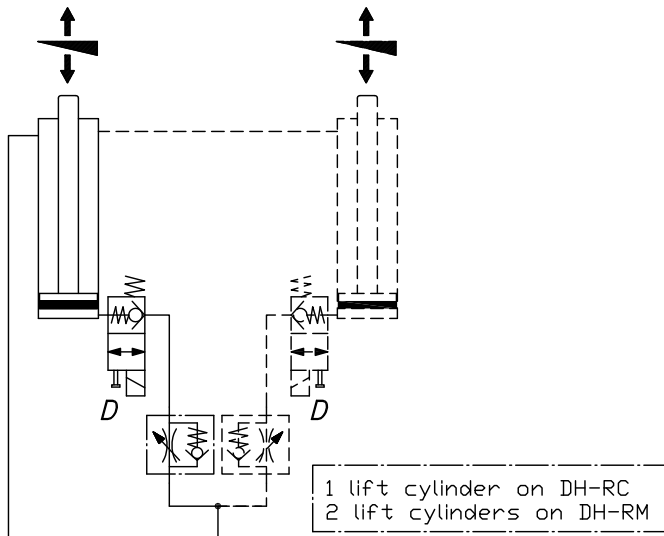 D
D
1 lift cylinder on DH-RC
2 lift cylinders on DH-RM